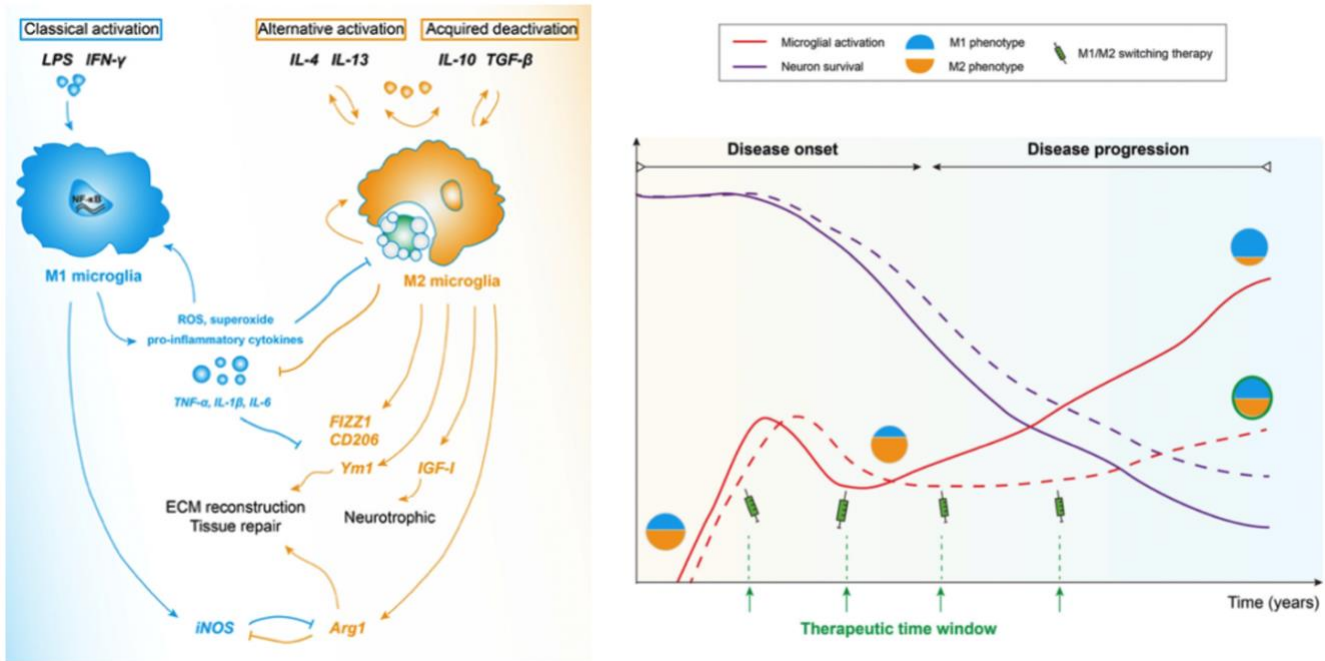 Classical activation
Alternative activation
Acquired deactivation
LPS IFN-γ
IL-4 IL-13
IL-10 TGF-β
NF-κB
M1 microglia
M2 microglia
ROS, superoxide
pro-inflammatory cytokines
TNF-α, IL-1β, IL-6
FIZZ1
CD206
Ym1
IGF-I
ECM reconstruction
Tissue repair
Neurotrophic
iNOS
Arg1
Microglial activation
Neuron survival
M1 phenotype
M2 phenotype
M1/M2 switching therapy
Disease onset
Disease progression
Time (years)
Therapeutic time window